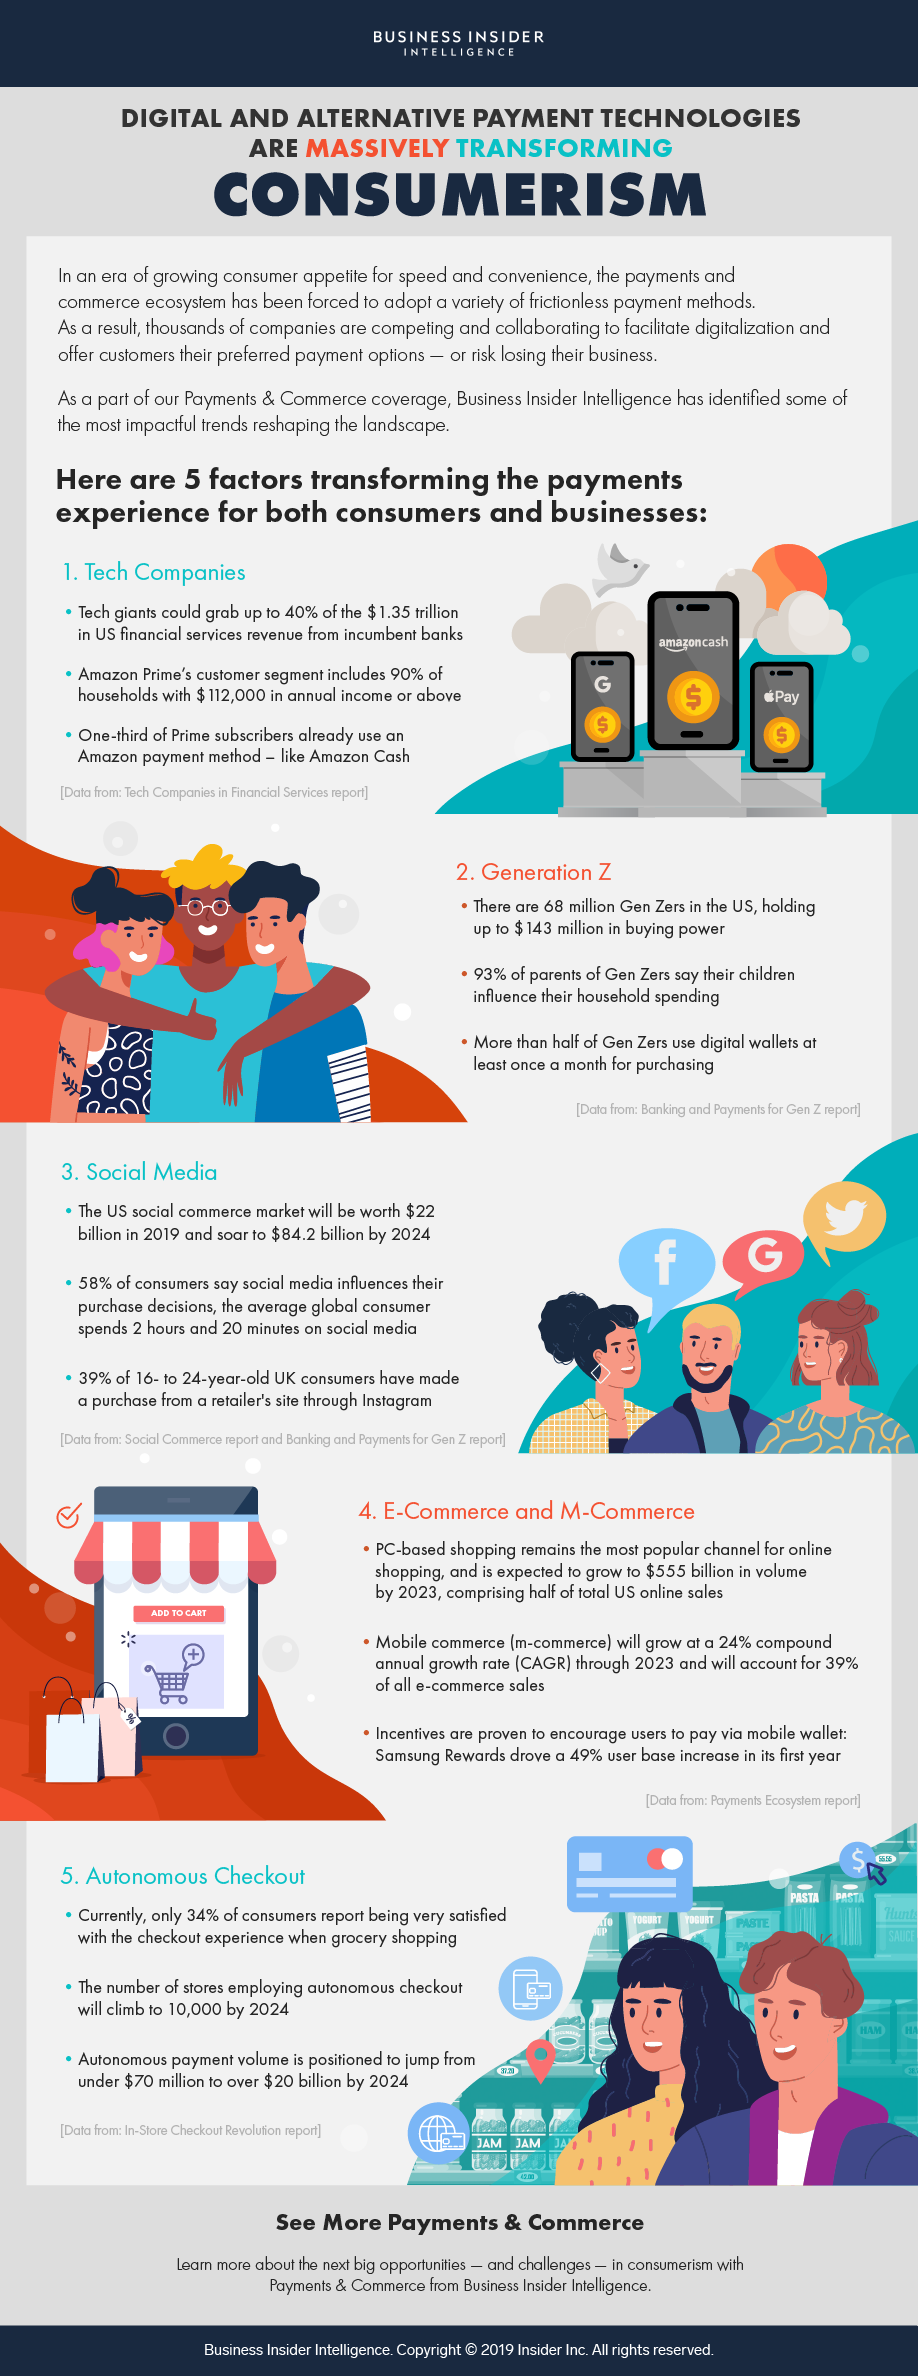 BUSINESS INSIDER
INTELLIGENCE
DIGITAL AND ALTERNATIVE PAYMENT TECHNOLOGIES
ARE MASSIVELY TRANSFORMING
CONSUMERISM
In an era of growing consumer appetite for speed and convenience, the payments and
commerce ecosystem has been forced to adopt a variety of frictionless payment methods.
As a result, thousands of companies are competing and collaborating to facilitate digitalization and
offer customers their preferred payment options — or risk losing their business.
As a part of our Payments & Commerce coverage, Business Insider Intelligence has identified some of
the most impactful trends reshaping the landscape.
Here are 5 factors transforming the payments
experience for both consumers and businesses:
1. Tech Companies
• Tech giants could grab up to 40% of the $1.35 trillion
in US financial services revenue from incumbent banks
• Amazon Prime's customer segment includes 90% of
households with $112,000 in annual income or above
• One-third of Prime subscribers already use an
Amazon payment method – like Amazon Cash
[Data from: Tech Companies in Financial Services report]
G
$
amazoncash
$
Pay
$
2. Generation Z
• There are 68 million Gen Zers in the US, holding
up to $143 million in buying power
• 93% of parents of Gen Zers say their children
influence their household spending
• More than half of Gen Zers use digital wallets at
least once a month for purchasing
[Data from: Banking and Payments for Gen Z report]
3. Social Media
• The US social commerce market will be worth $22
billion in 2019 and soar to $84.2 billion by 2024
• 58% of consumers say social media influences their
purchase decisions, the average global consumer
spends 2 hours and 20 minutes on social media
• 39% of 16- to 24-year-old UK consumers have made
a purchase from a retailer's site through Instagram
[Data from: Social Commerce report and Banking and Payments for Gen Z report]
f
G
ADD TO CART
%
4. E-Commerce and M-Commerce
• PC-based shopping remains the most popular channel for online
shopping, and is expected to grow to $555 billion in volume
by 2023, comprising half of total US online sales
• Mobile commerce (m-commerce) will grow at a 24% compound
annual growth rate (CAGR) through 2023 and will account for 39%
of all e-commerce sales
• Incentives are proven to encourage users to pay via mobile wallet:
Samsung Rewards drove a 49% user base increase in its first year
[Data from: Payments Ecosystem report]
5. Autonomous Checkout
• Currently, only 34% of consumers report being very satisfied
with the checkout experience when grocery shopping
• The number of stores employing autonomous checkout
will climb to 10,000 by 2024
• Autonomous payment volume is positioned to jump from
under $70 million to over $20 billion by 2024
[Data from: In-Store Checkout Revolution report]
$
PASTA
PASTA
YOGURT
YOGURT
PASTE
SAUCE
HAM
HAM
JAM
JAM
JA
See More Payments & Commerce
Learn more about the next big opportunities — and challenges — in consumerism with
Payments & Commerce from Business Insider Intelligence.
Business Insider Intelligence. Copyright © 2019 Insider Inc. All rights reserved.